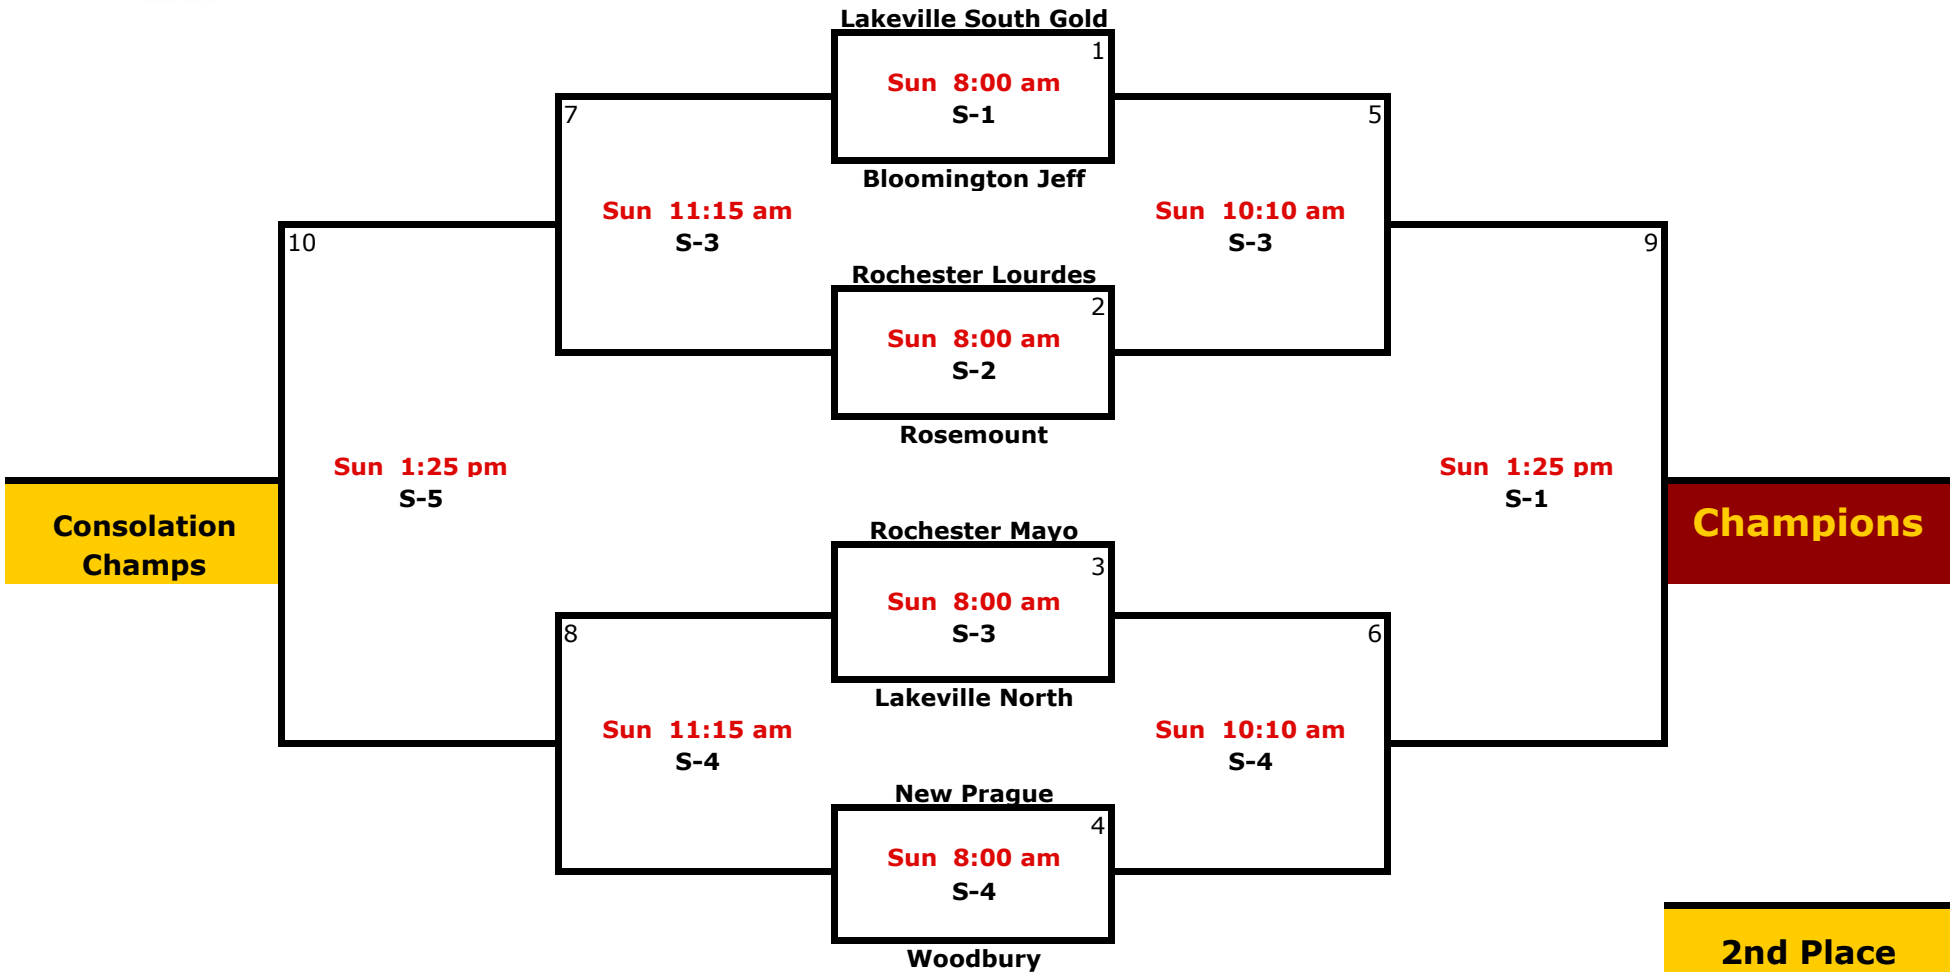 Lakeville South Gold
1
Sun 8:00 am
S-1
Bloomington Jeff
7
Sun 11:15 am
S-3
5
Sun 10:10 am
S-3
Rochester Lourdes
2
Sun 8:00 am
S-2
Rosemount
10
Sun 1:25 pm
S-5
9
Sun 1:25 pm
S-1
Consolation
Champs
Champions
Rochester Mayo
3
Sun 8:00 am
S-3
Lakeville North
8
Sun 11:15 am
S-4
6
Sun 10:10 am
S-4
New Prague
4
Sun 8:00 am
S-4
Woodbury
2nd Place